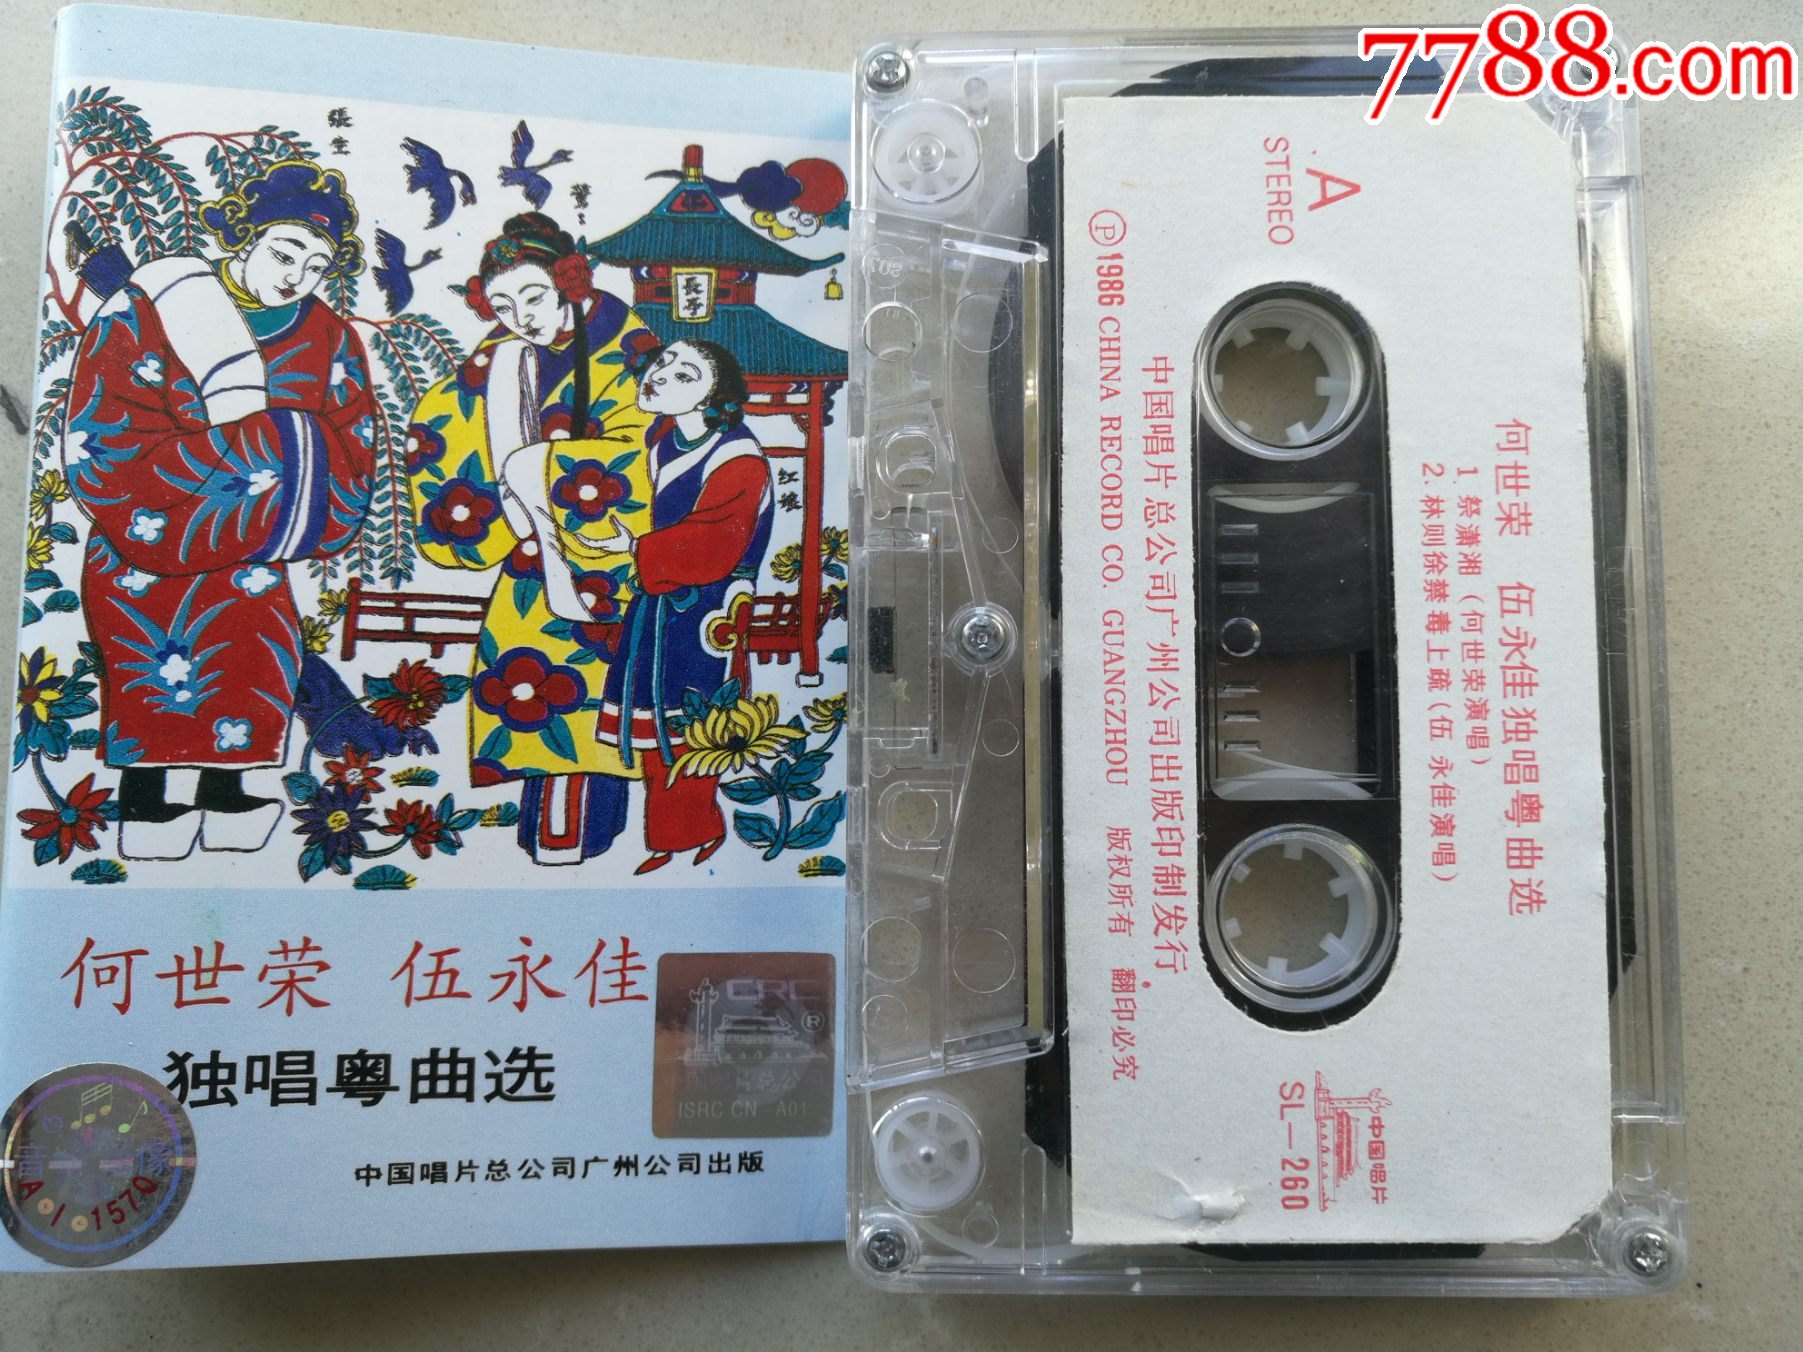 7788.com
張生
鶯鶯
長亭
红娘
何世荣 伍永佳
独唱粤曲选
中国唱片总公司广州公司出版
CRC
®
ISRC CN-A01
A.J.1570
A
STEREO
何世荣 伍永佳独唱粤曲选
1.祭潇湘(何世荣演唱)
2.林则徐禁毒上疏(伍永佳演唱)
中国唱片总公司广州公司出版印制发行。
Ⓟ1986 CHINA RECORD CO. GUANGZHOU 版权所有 翻印必究
中国唱片
SL—260